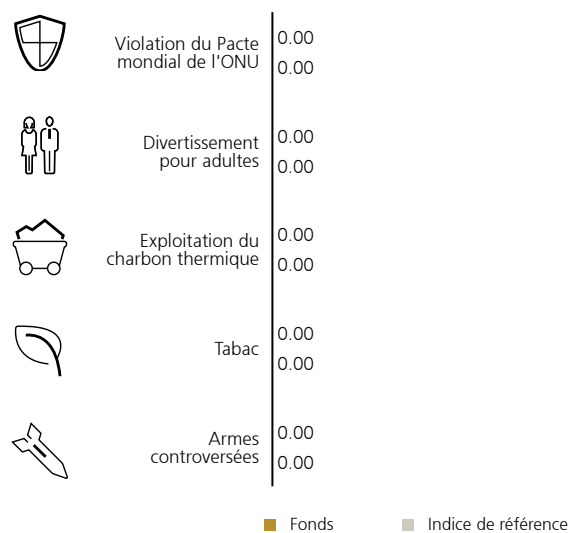 Violation du Pacte
mondial de l'ONU
0.00
0.00
Divertissement
pour adultes
0.00
0.00
Exploitation du
charbon thermique
0.00
0.00
Tabac
0.00
0.00
Armes
controversées
0.00
0.00
Fonds
Indice de référence